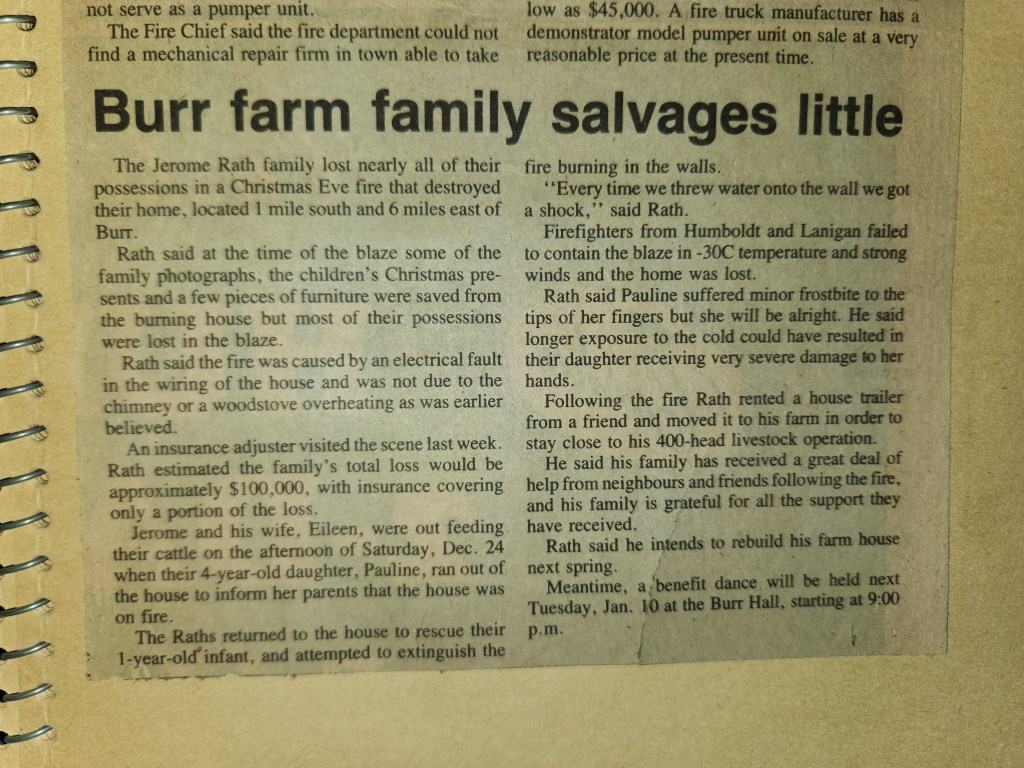 not serve as a pumper unit.
The Fire Chief said the fire department could not
find a mechanical repair firm in town able to take
low as $45,000. A fire truck manufacturer has a
demonstrator model pumper unit on sale at a very
reasonable price at the present time.
Burr farm family salvages little
The Jerome Rath family lost nearly all of their
possessions in a Christmas Eve fire that destroyed
their home, located 1 mile south and 6 miles east of
Burr.
Rath said at the time of the blaze some of the
family photographs, the children's Christmas pre-
sents and a few pieces of furniture were saved from
the burning house but most of their possessions
were lost in the blaze.
Rath said the fire was caused by an electrical fault
in the wiring of the house and was not due to the
chimney or a woodstove overheating as was earlier
believed.
An insurance adjuster visited the scene last week.
Rath estimated the family's total loss would be
approximately $100,000, with insurance covering
only a portion of the loss.
Jerome and his wife, Eileen, were out feeding
their cattle on the afternoon of Saturday, Dec. 24
when their 4-year-old daughter, Pauline, ran out of
the house to inform her parents that the house was
on fire.
The Raths returned to the house to rescue their
1-year-old infant, and attempted to extinguish the
fire burning in the walls.
"Every time we threw water onto the wall we got
a shock," said Rath.
Firefighters from Humboldt and Lanigan failed
to contain the blaze in -30C temperature and strong
winds and the home was lost.
Rath said Pauline suffered minor frostbite to the
tips of her fingers but she will be alright. He said
longer exposure to the cold could have resulted in
their daughter receiving very severe damage to her
hands.
Following the fire Rath rented a house trailer
from a friend and moved it to his farm in order to
stay close to his 400-head livestock operation.
He said his family has received a great deal of
help from neighbours and friends following the fire,
and his family is grateful for all the support they
have received.
Rath said he intends to rebuild his farm house
next spring.
Meantime, a benefit dance will be held next
Tuesday, Jan. 10 at the Burr Hall, starting at 9:00
p.m.